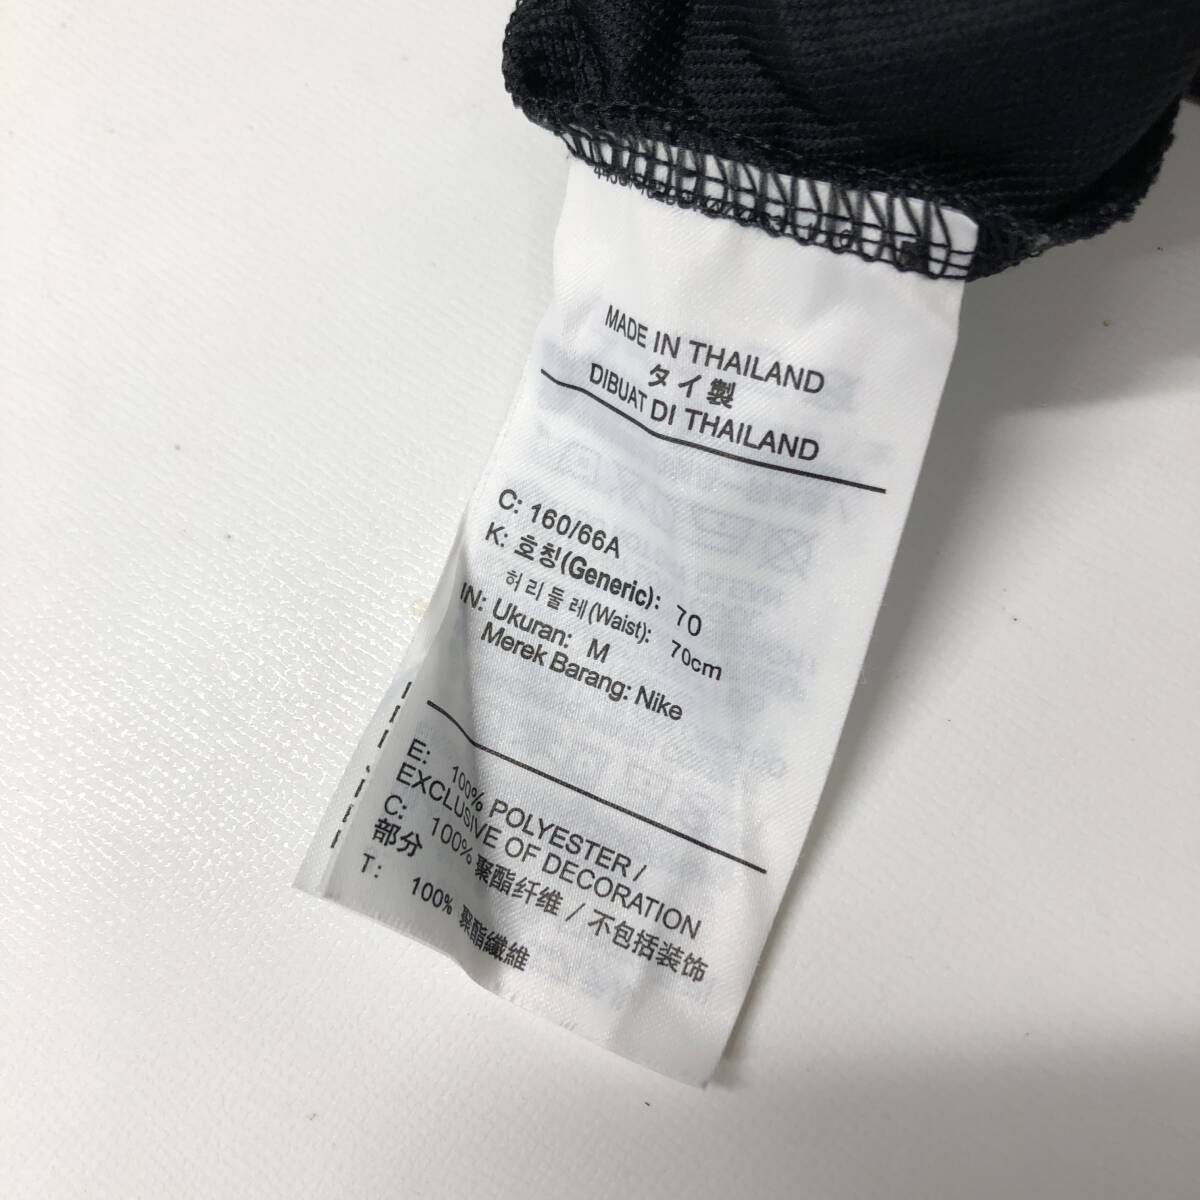 MADE IN THAILAND
タイ製
DIBUAT DI THAILAND
C: 160/66A
K: 호칭(Generic): 70
허리둘레(Waist): 70cm
IN: Ukuran: M
Merek Barang: Nike
E: 100% POLYESTER /
EXCLUSIVE OF DECORATION
C: 100% 聚酯纤维 / 不包括装饰
部分
T: 100% 聚酯纖維